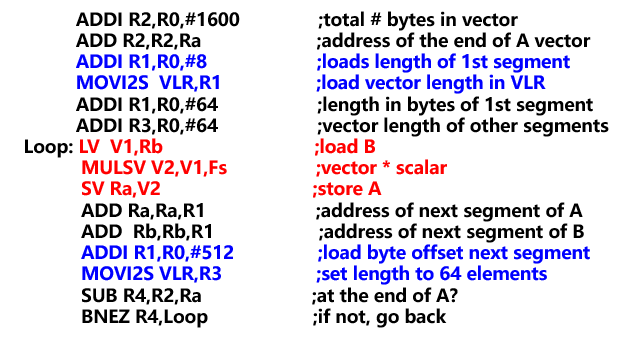 ADDI R2,R0,#1600 ;total # bytes in vector
ADD R2,R2,Ra ;address of the end of A vector
ADDI R1,R0,#8 ;loads length of 1st segment
MOVI2S VLR,R1 ;load vector length in VLR
ADDI R1,R0,#64 ;length in bytes of 1st segment
ADDI R3,R0,#64 ;vector length of other segments
Loop: LV V1,Rb ;load B
MULSV V2,V1,Fs ;vector * scalar
SV Ra,V2 ;store A
ADD Ra,Ra,R1 ;address of next segment of A
ADD Rb,Rb,R1 ;address of next segment of B
ADDI R1,R0,#512 ;load byte offset next segment
MOVI2S VLR,R3 ;set length to 64 elements
SUB R4,R2,Ra ;at the end of A?
BNEZ R4,Loop ;if not, go back